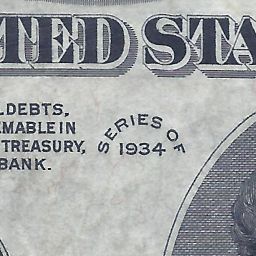 TED STA
DEBTS,
EMABLE IN
TREASURY,
BANK.
SERIES OF
1934